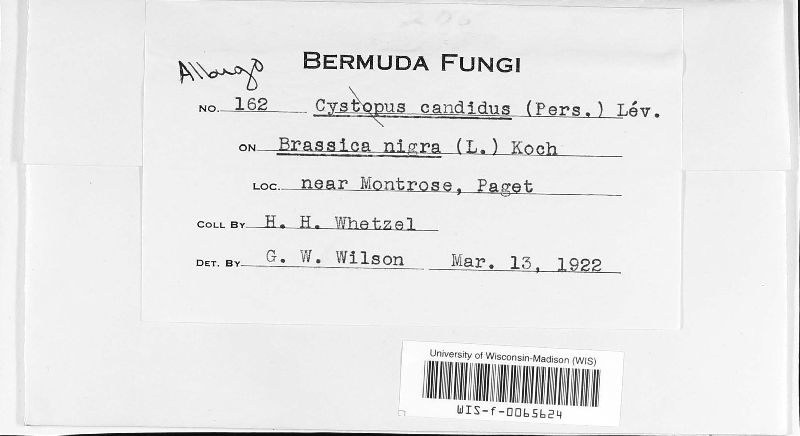 BERMUDA FUNGI
Albugo
NO. 162 Cystopus candidus (Pers.) Lév.
ON Brassica nigra (L.) Koch
LOC. near Montrose, Paget
COLL BY H. H. Whetzel
DET. BY G. W. Wilson Mar. 13, 1922
University of Wisconsin-Madison (WIS)
WIS-f-0065624